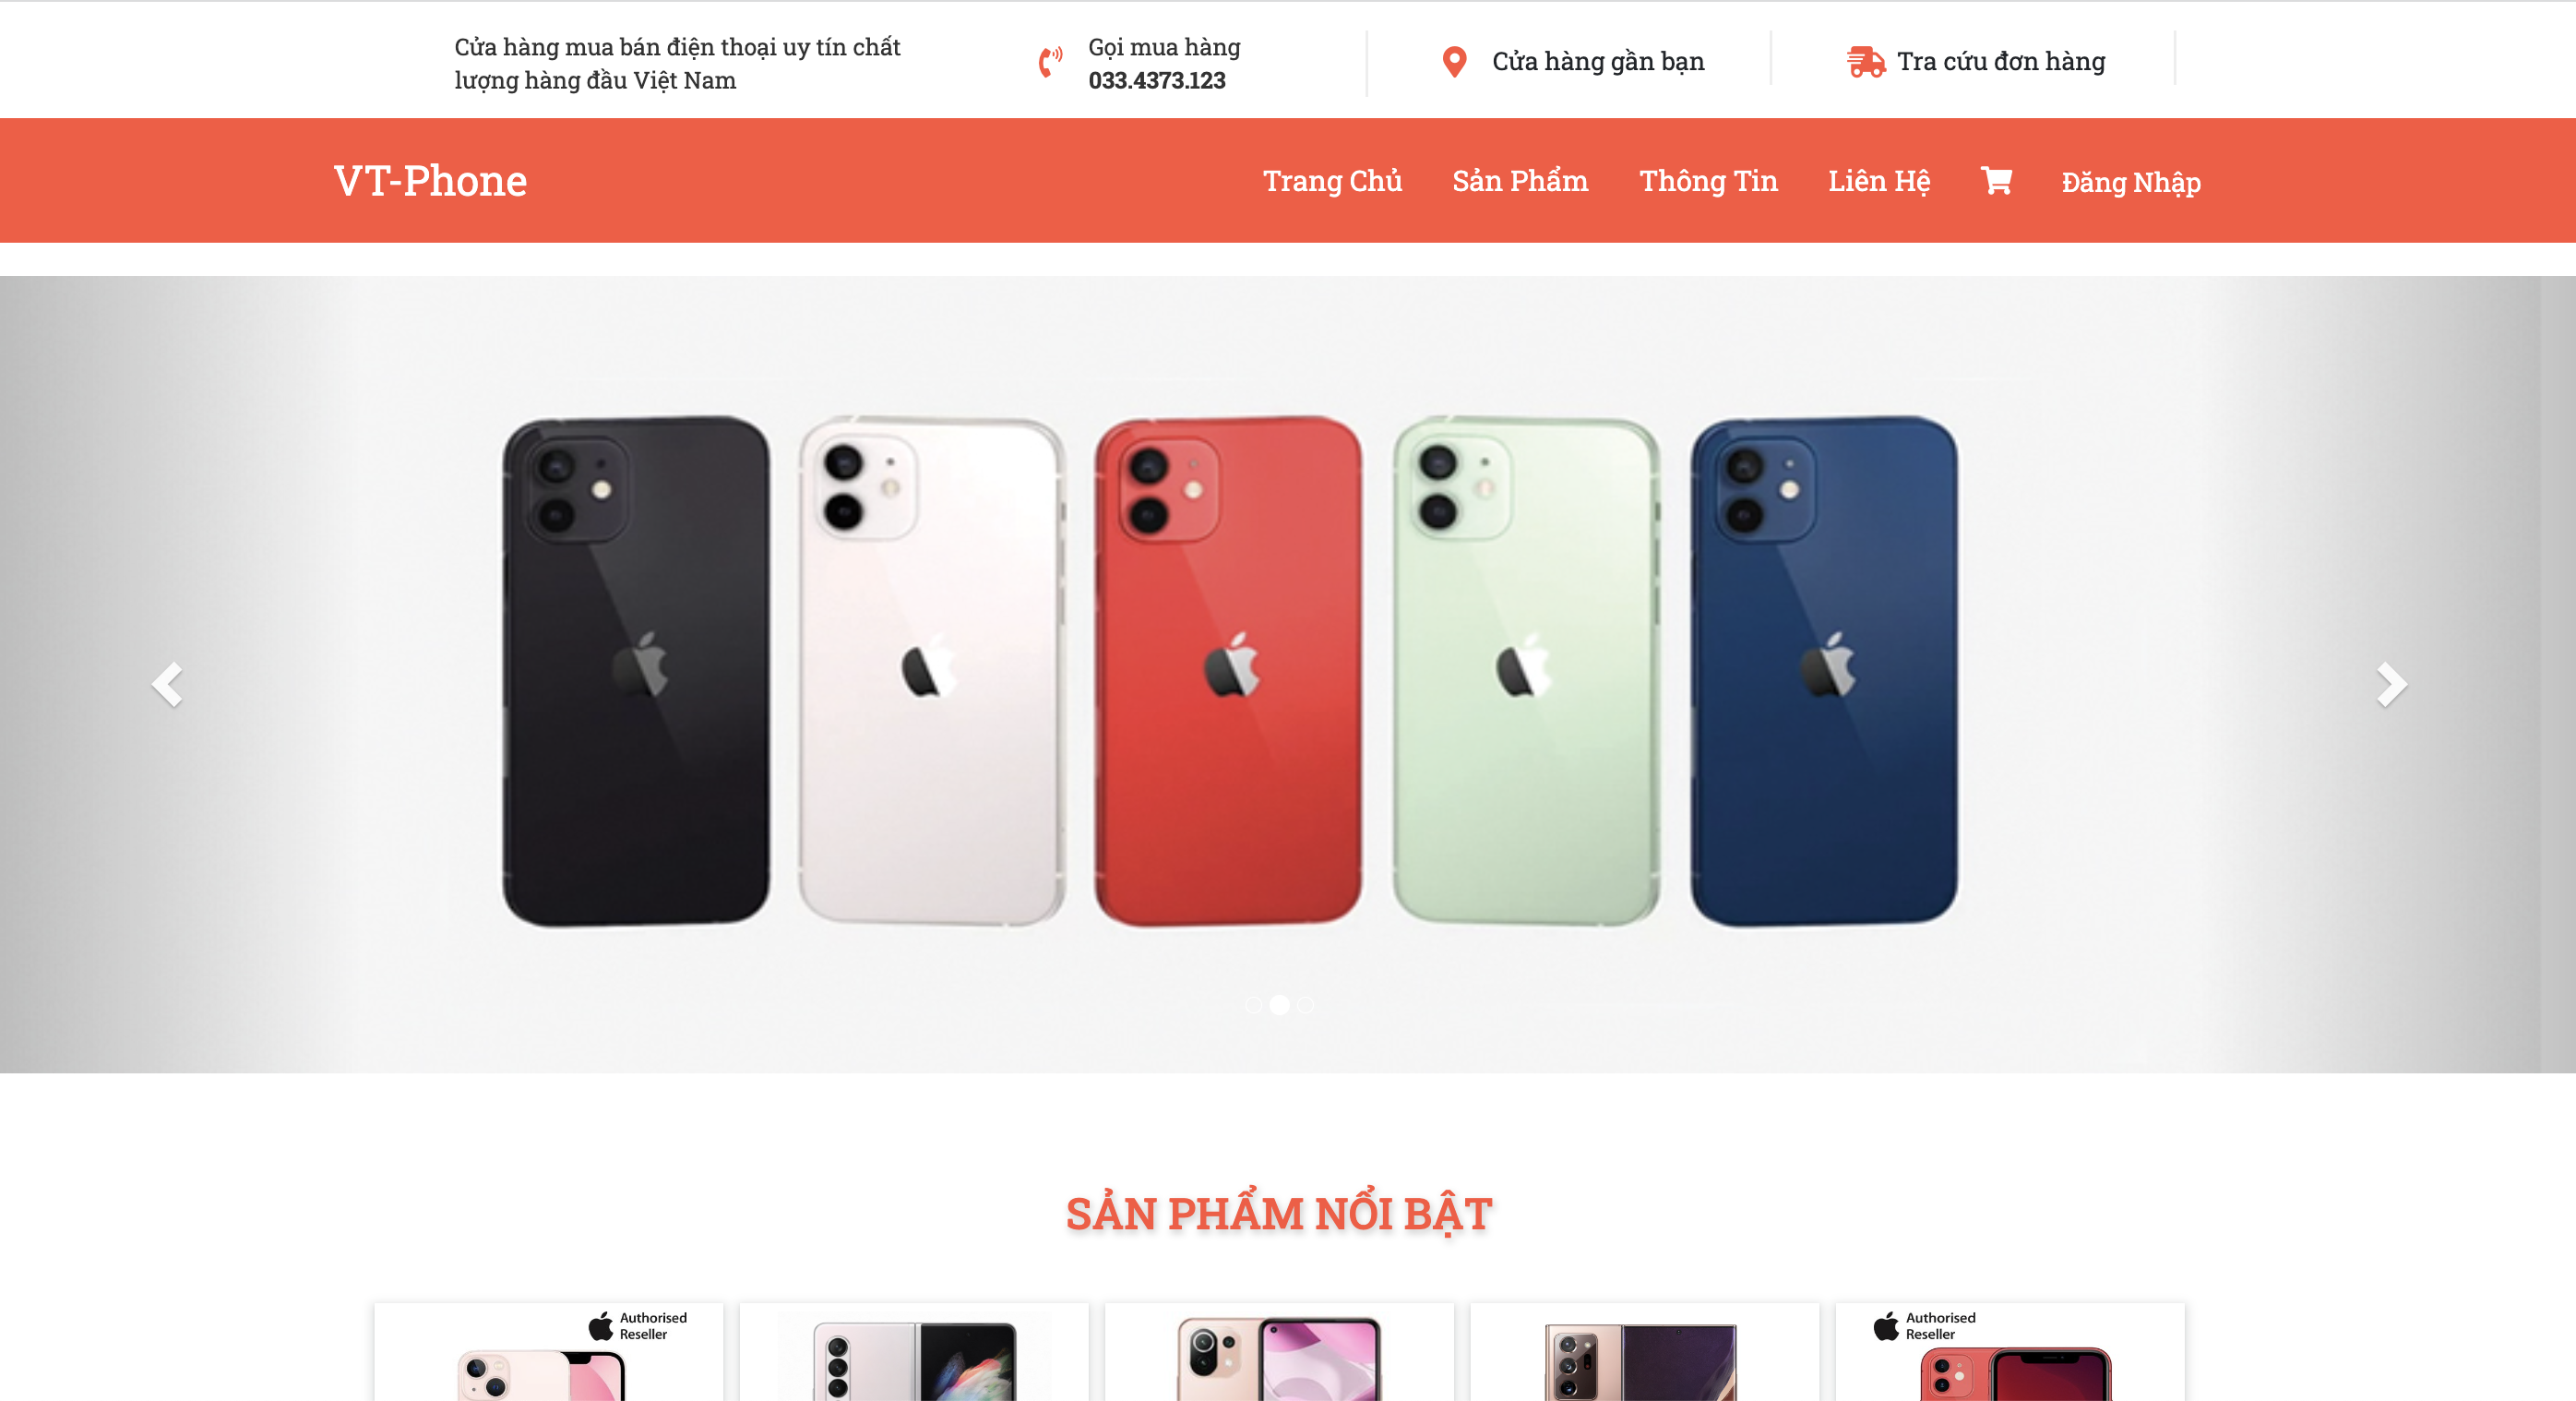 Cửa hàng mua bán điện thoại uy tín chất
lượng hàng đầu Việt Nam
Gọi mua hàng
033.4373.123
Cửa hàng gần bạn
Tra cứu đơn hàng
VT-Phone
Trang Chủ
Sản Phẩm
Thông Tin
Liên Hệ
Đăng Nhập
SẢN PHẨM NỔI BẬT
Authorised
Reseller
Authorised
Reseller